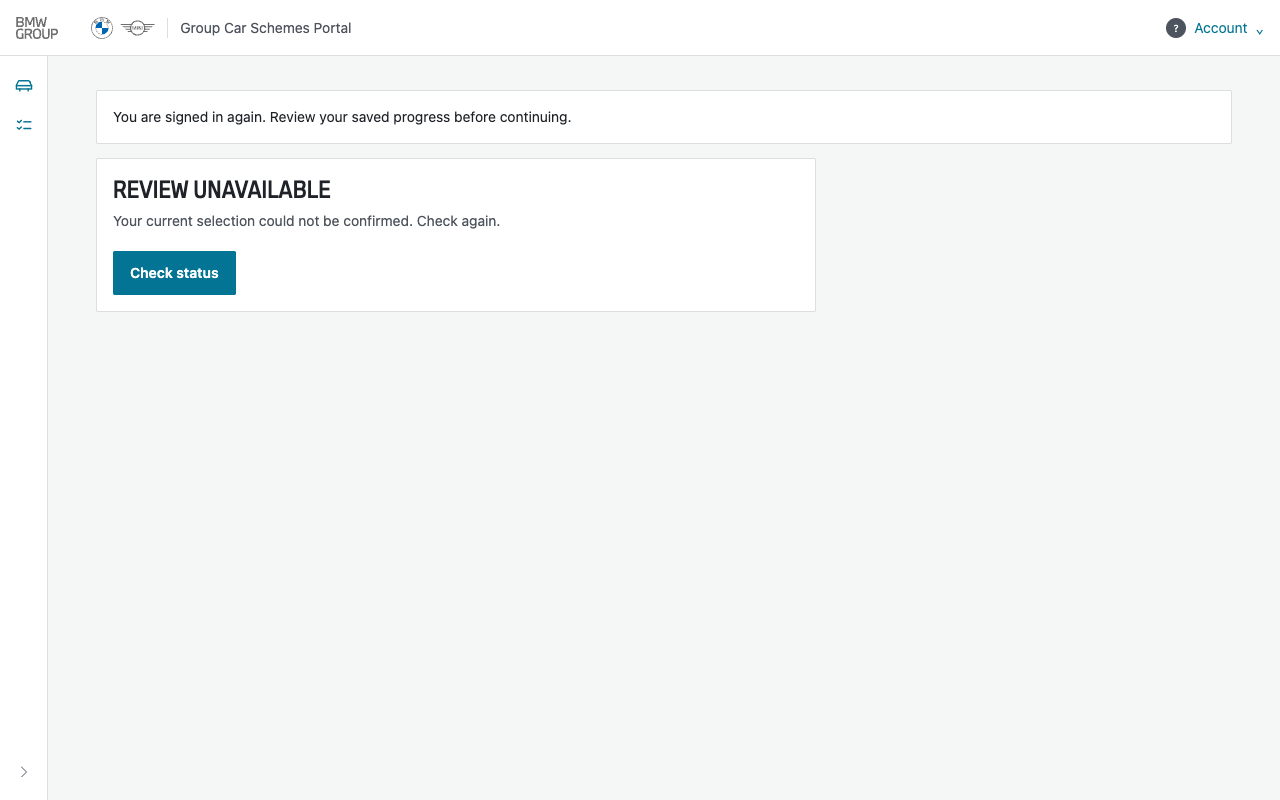 BMW
GROUP
Group Car Schemes Portal
? Account
You are signed in again. Review your saved progress before continuing.
REVIEW UNAVAILABLE
Your current selection could not be confirmed. Check again.
Check status